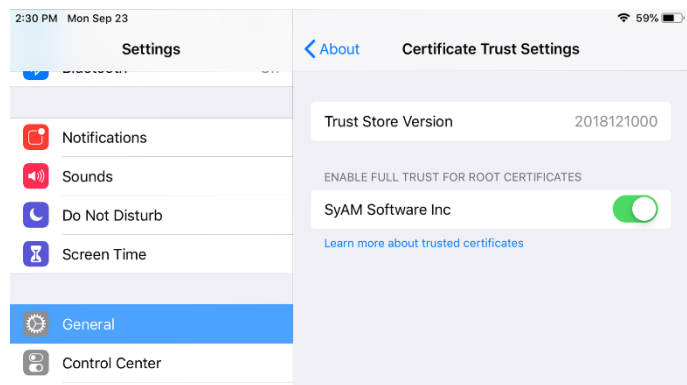 2:30 PM Mon Sep 23
59%
Settings
About
Certificate Trust Settings
Notifications
Sounds
Do Not Disturb
Screen Time
General
Control Center
Trust Store Version 2018121000
ENABLE FULL TRUST FOR ROOT CERTIFICATES
SyAM Software Inc
Learn more about trusted certificates